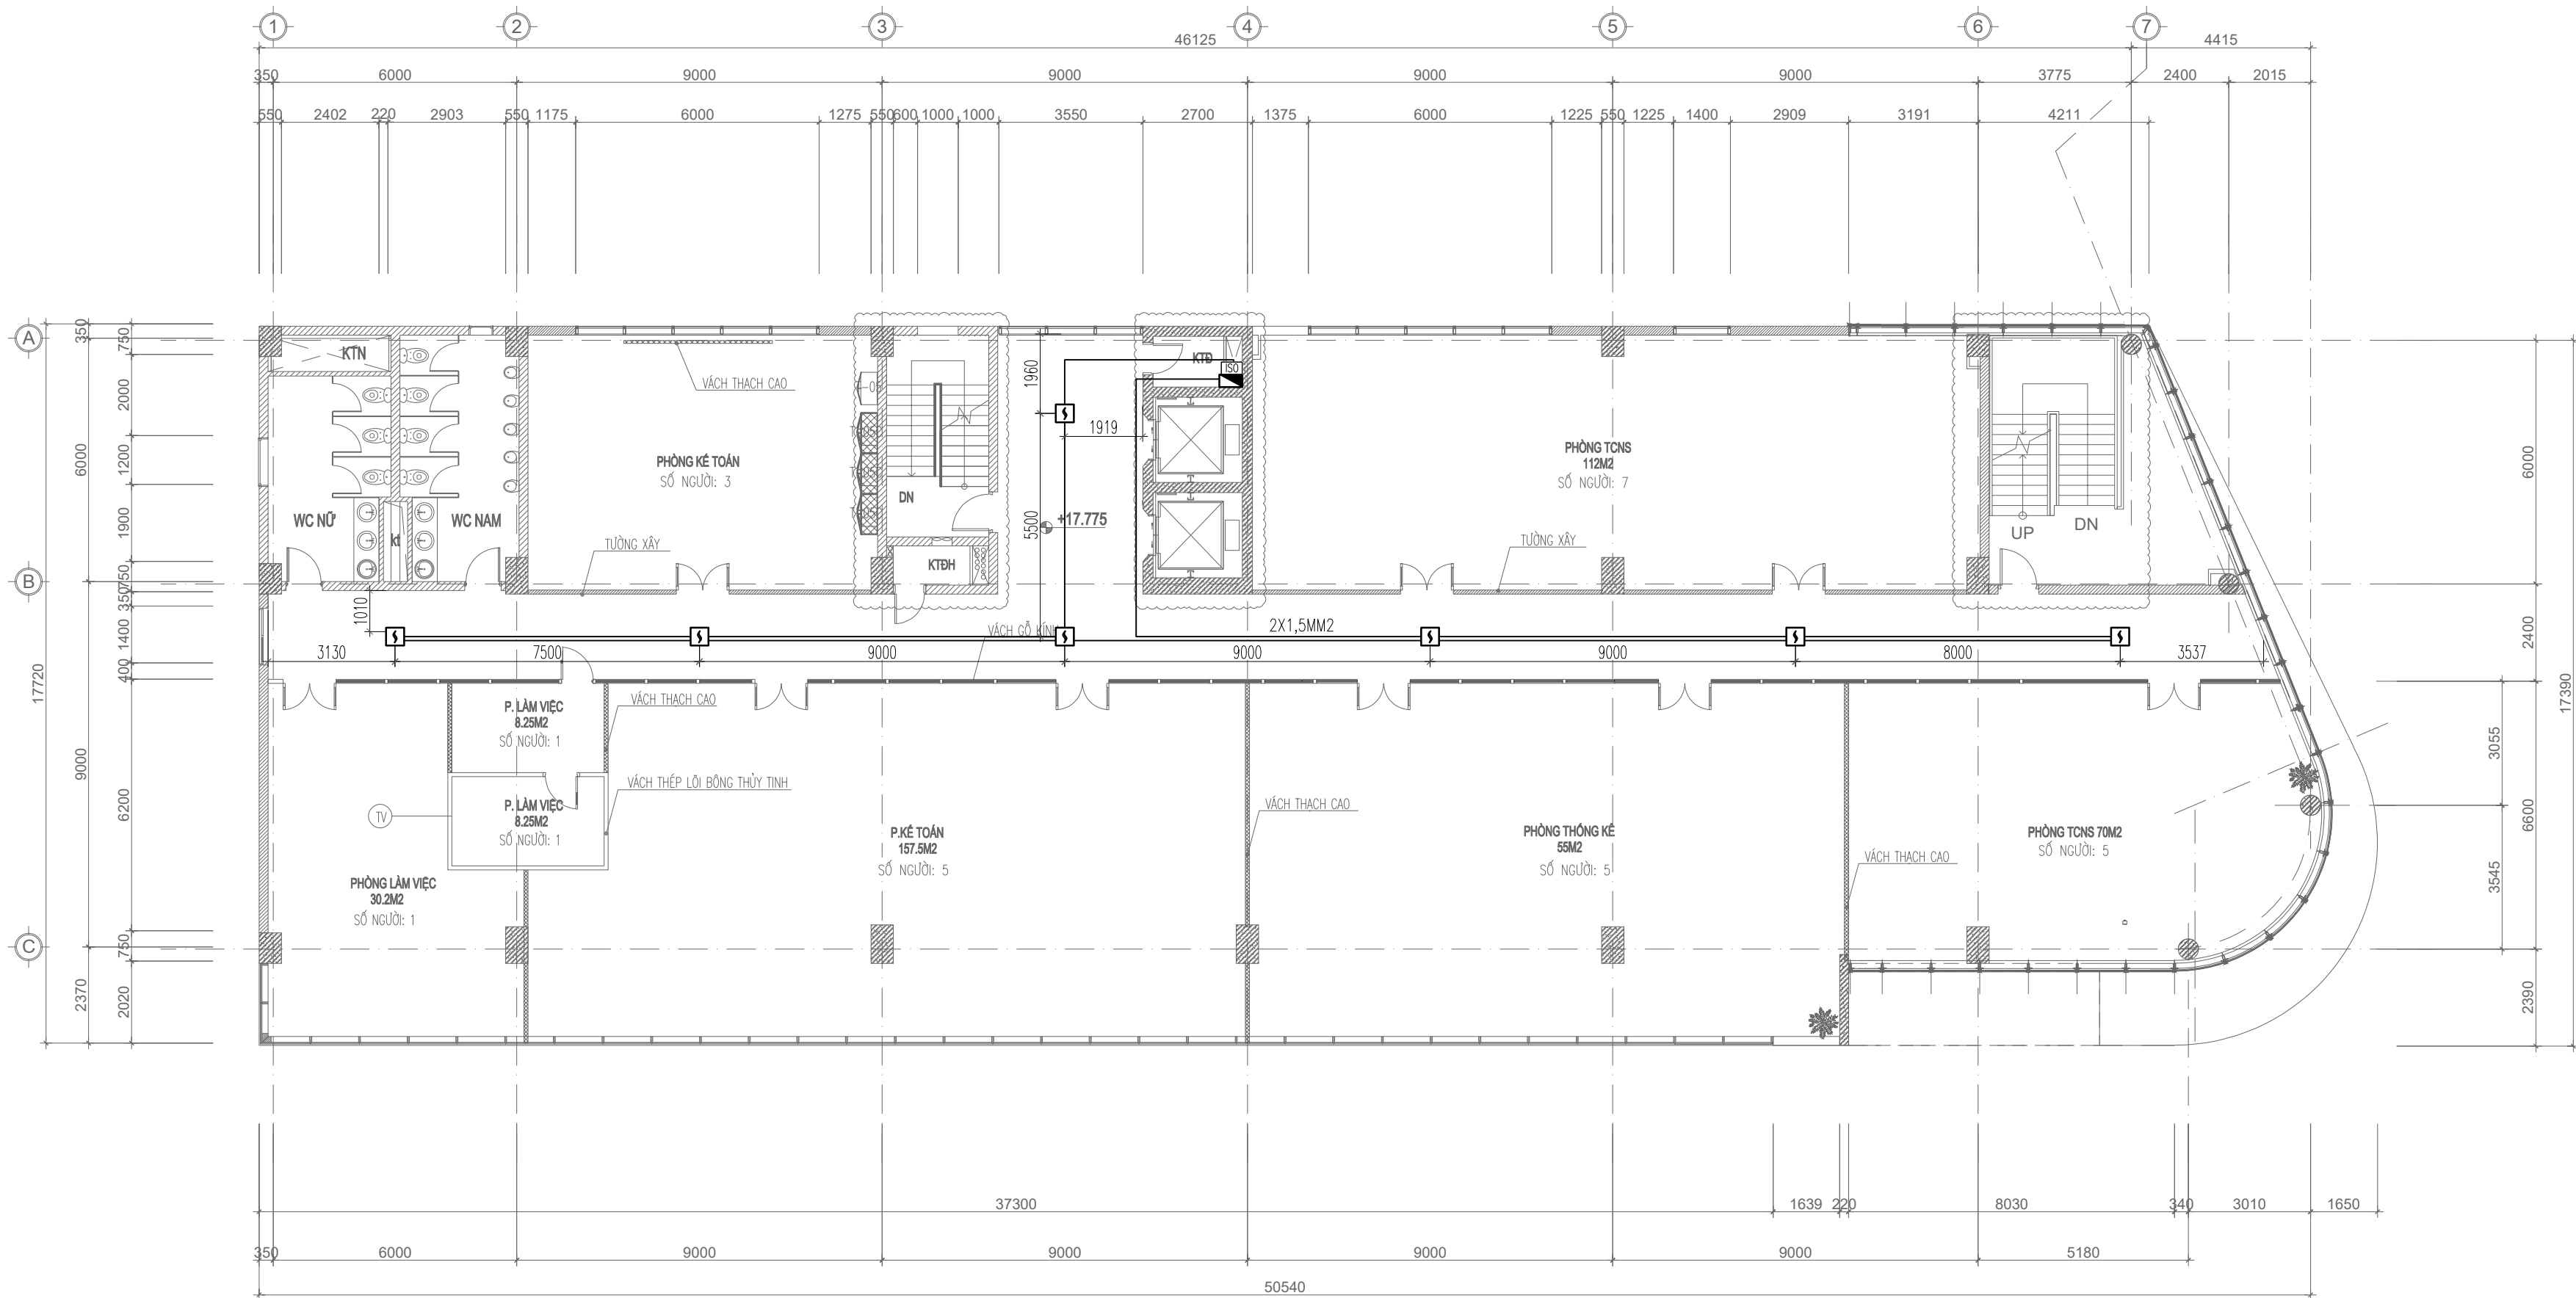 1 2 3 4 5 6 7
46125 4415
350 6000 9000 9000 9000 9000 3775 2400 2015
550 2402 220 2903 550 1175 6000 1275 550 600 1000 1000 3550 2700 1375 6000 1225 550 1225 1400 2909 3191 4211
A
B
C
17720
350 6000 9000 2370
750 2000 1200 1900 750 350 1400 400 6200 750 2020
KTN
VÁCH THẠCH CAO
1960
KTĐ
ISO
1919
PHÒNG KẾ TOÁN
SỐ NGƯỜI: 3
PHÒNG TCNS
112M2
SỐ NGƯỜI: 7
DN
WC NỮ
WC NAM
kt
5500
+17.775
UP
DN
TƯỜNG XÂY
TƯỜNG XÂY
KTĐH
1010
VÁCH GỖ KÍNH
2X1,5MM2
3130 7500 9000 9000 9000 8000 3537
P. LÀM VIỆC
8.25M2
SỐ NGƯỜI: 1
VÁCH THẠCH CAO
VÁCH THÉP LÕI BÔNG THỦY TINH
TV
P. LÀM VIỆC
8.25M2
SỐ NGƯỜI: 1
VÁCH THẠCH CAO
P.KẾ TOÁN
157.5M2
SỐ NGƯỜI: 5
PHÒNG THỐNG KÊ
55M2
SỐ NGƯỜI: 5
PHÒNG TCNS 70M2
SỐ NGƯỜI: 5
VÁCH THẠCH CAO
PHÒNG LÀM VIỆC
30.2M2
SỐ NGƯỜI: 1
3055 3545
6000 2400 6600 2390
17390
37300 1639 220 8030 340 3010 1650
350 6000 9000 9000 9000 9000 5180
50540